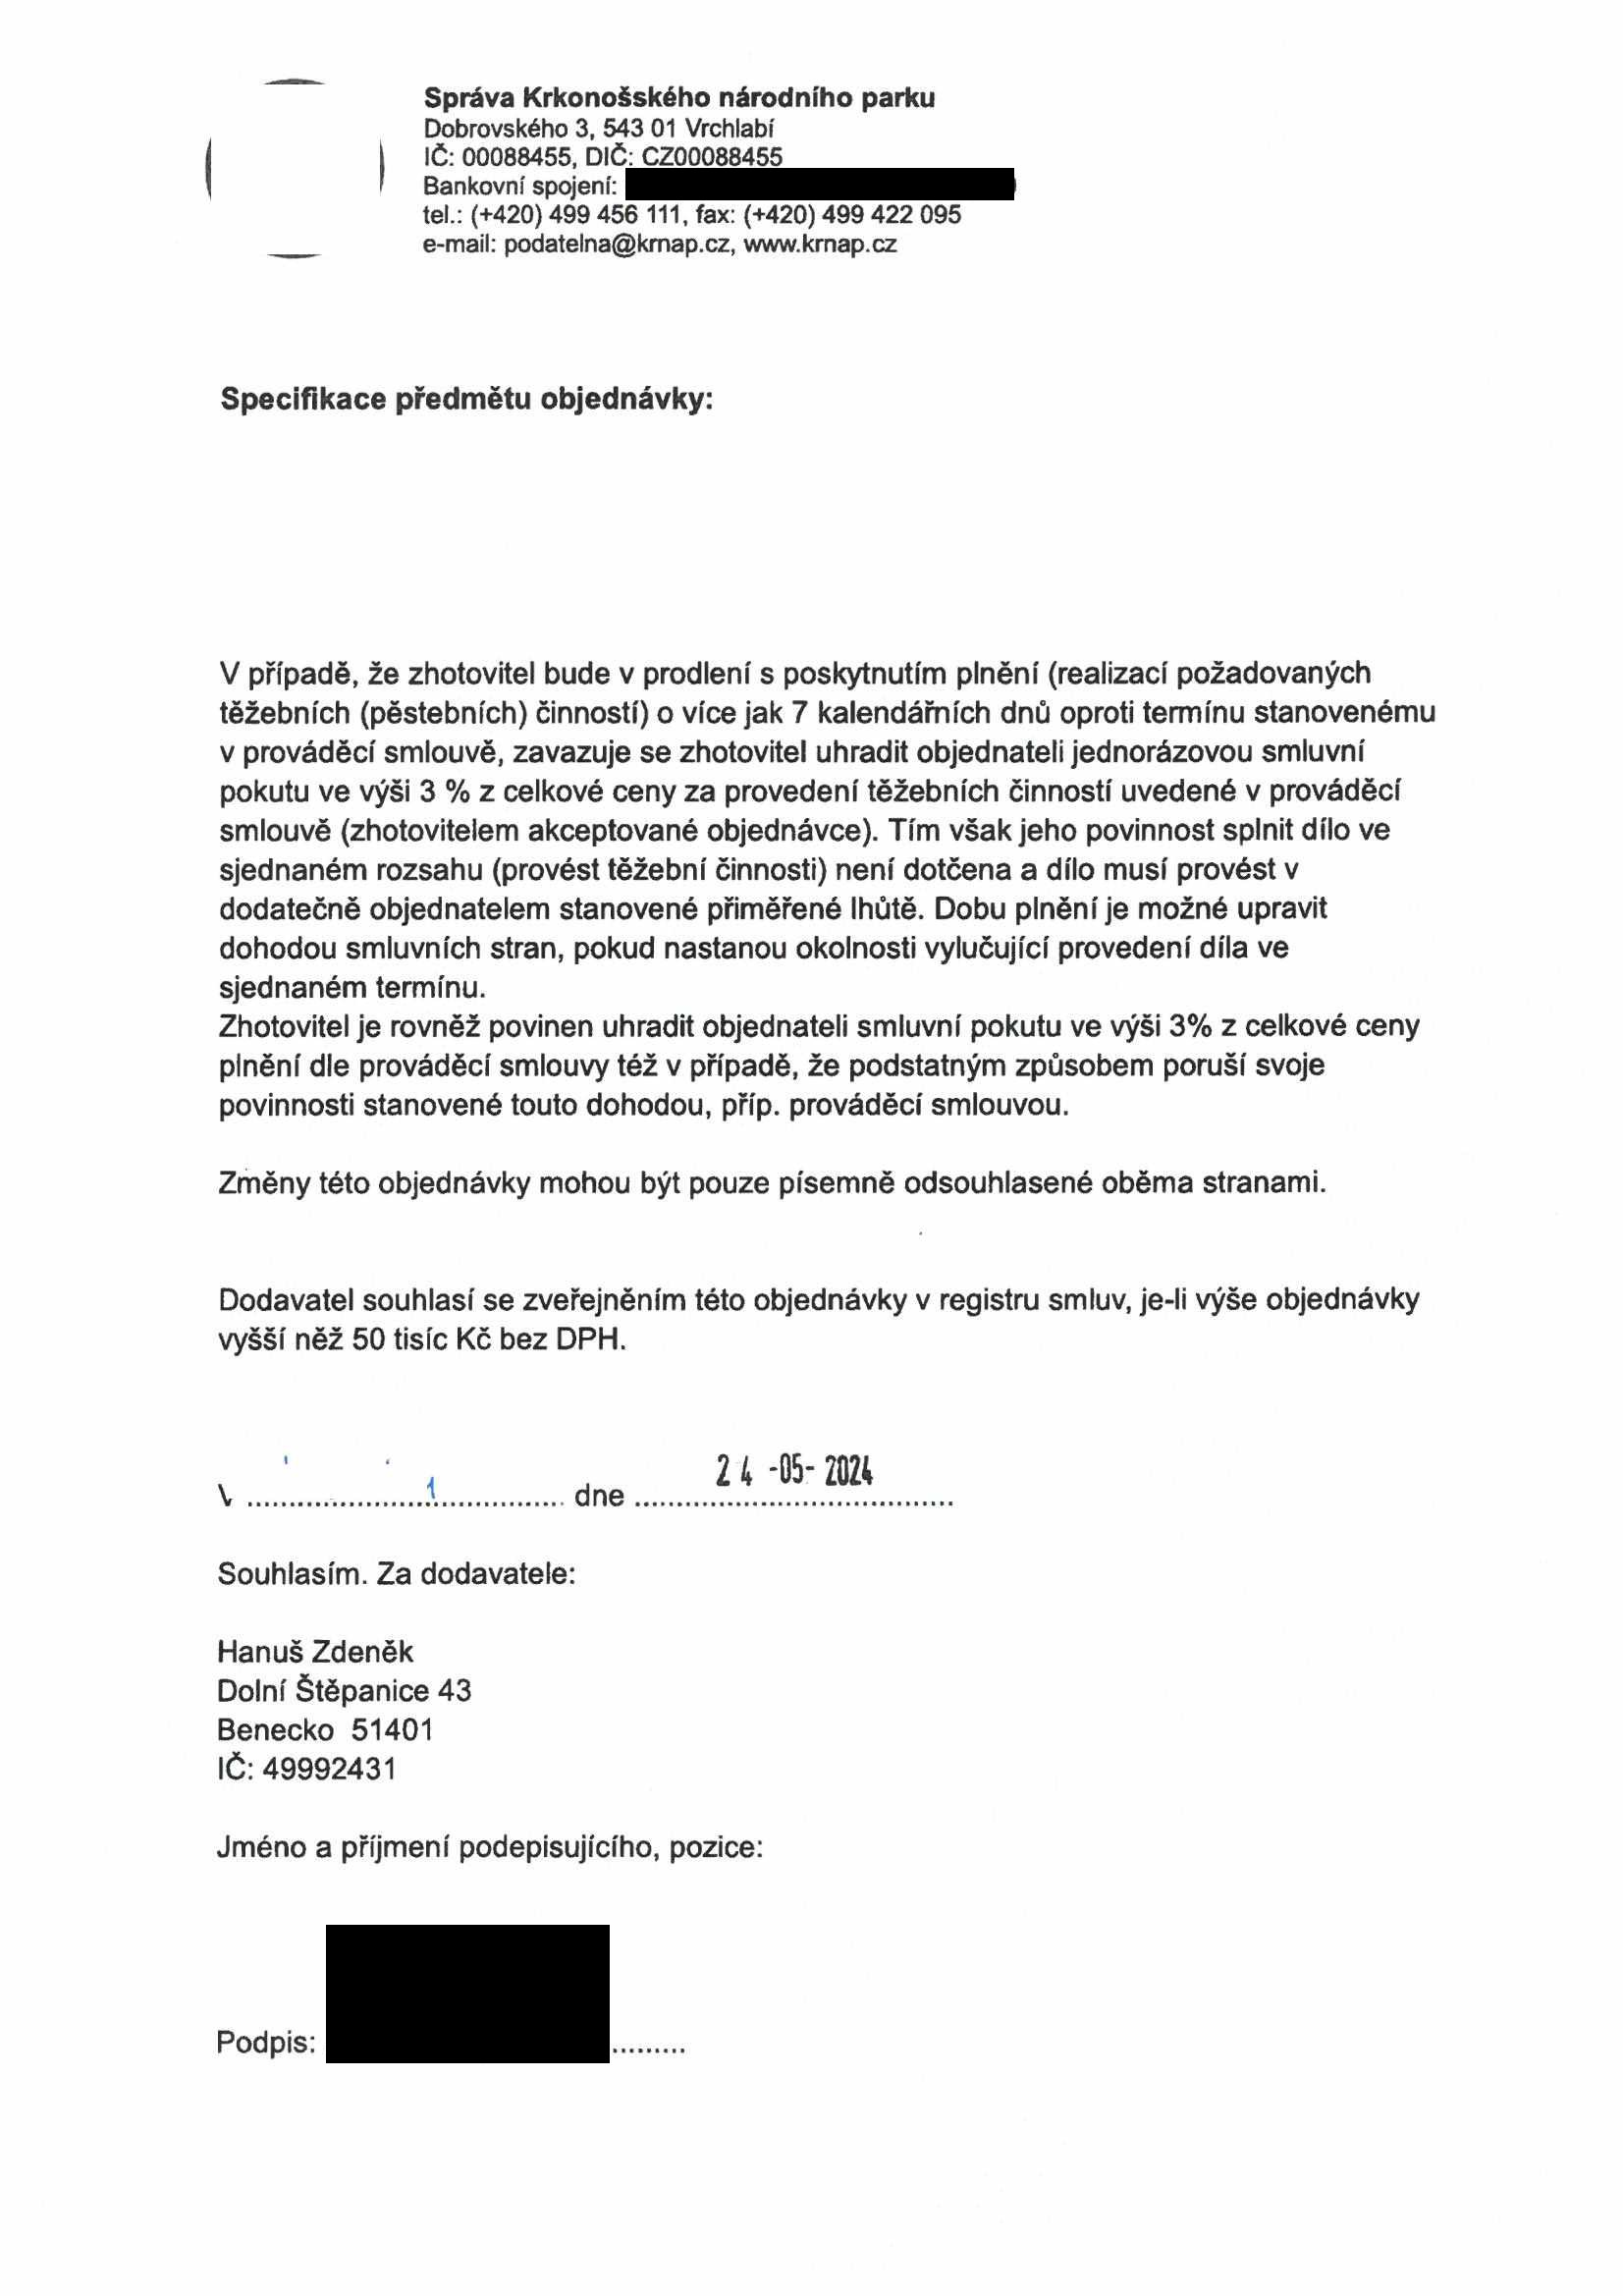 Správa Krkonošského národního parku
Dobrovského 3, 543 01 Vrchlabí
IČ: 00088455, DIČ: CZ00088455
Bankovní spojení:
tel.: (+420) 499 456 111, fax: (+420) 499 422 095
e-mail: podatelna@krnap.cz, www.krnap.cz
Specifikace předmětu objednávky:
V případě, že zhotovitel bude v prodlení s poskytnutím plnění (realizací požadovaných
těžebních (pěstebních) činností) o více jak 7 kalendářních dnů oproti termínu stanovenému
v prováděcí smlouvě, zavazuje se zhotovitel uhradit objednateli jednorázovou smluvní
pokutu ve výši 3 % z celkové ceny za provedení těžebních činností uvedené v prováděcí
smlouvě (zhotovitelem akceptované objednávce). Tím však jeho povinnost splnit dílo ve
sjednaném rozsahu (provést těžební činnosti) není dotčena a dílo musí provést v
dodatečně objednatelem stanovené přiměřené lhůtě. Dobu plnění je možné upravit
dohodou smluvních stran, pokud nastanou okolnosti vylučující provedení díla ve
sjednaném termínu.
Zhotovitel je rovněž povinen uhradit objednateli smluvní pokutu ve výši 3% z celkové ceny
plnění dle prováděcí smlouvy též v případě, že podstatným způsobem poruší svoje
povinnosti stanovené touto dohodou, příp. prováděcí smlouvou.
Změny této objednávky mohou být pouze písemně odsouhlasené oběma stranami.
Dodavatel souhlasí se zveřejněním této objednávky v registru smluv, je-li výše objednávky
vyšší než 50 tisíc Kč bez DPH.
V ...................................... dne ...................................... 24 -05- 2024
Souhlasím. Za dodavatele:
Hanuš Zdeněk
Dolní Štěpanice 43
Benecko 51401
IČ: 49992431
Jméno a příjmení podepisujícího, pozice:
Podpis: .........